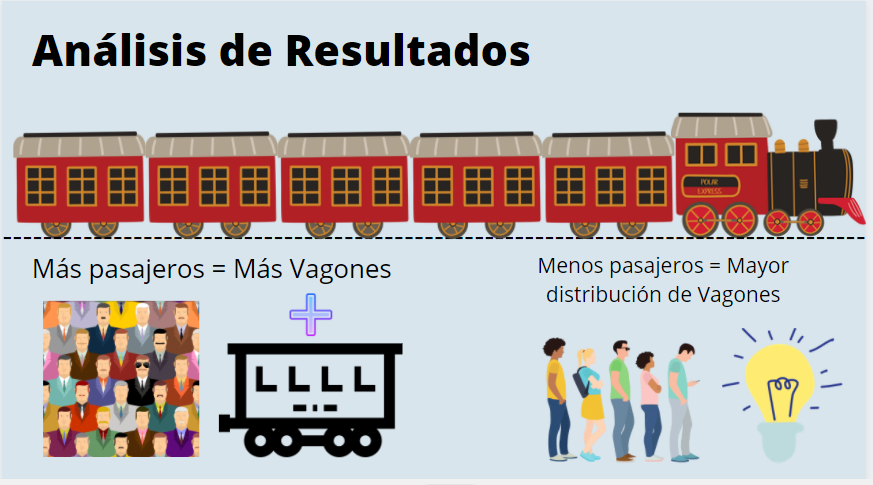 Análisis de Resultados
POLAR
EXPRESS
Más pasajeros = Más Vagones
Menos pasajeros = Mayor
distribución de Vagones